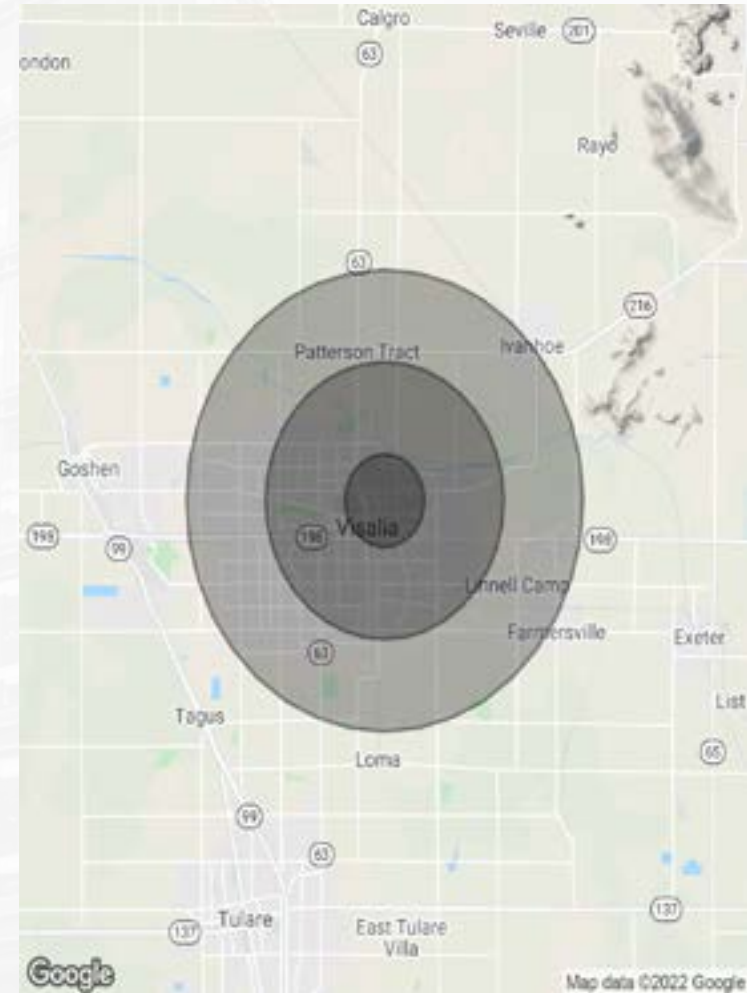 Calgro
Seville
201
ondon
63
Rayo
63
216
Ivanhoe
Patterson Tract
Goshen
198
99
198
Visalia
198
Linnell Camp
Farmersville
Exeter
63
List
Tagus
65
Loma
99
63
137
Tulare
137
East Tulare
Villa
Google
Map data ©2022 Google